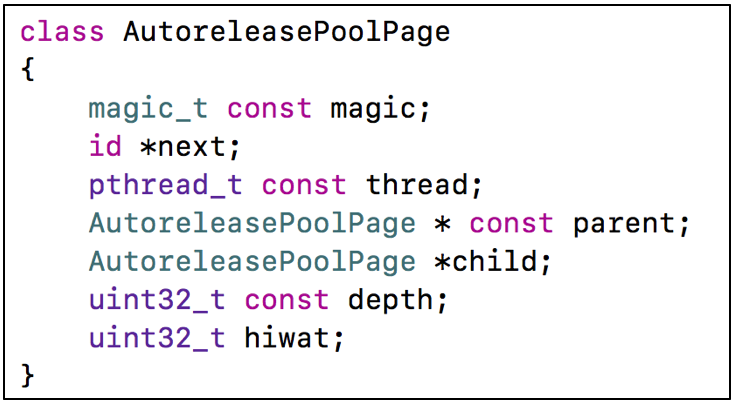 class AutoreleasePoolPage
{
    magic_t const magic;
    id *next;
    pthread_t const thread;
    AutoreleasePoolPage * const parent;
    AutoreleasePoolPage *child;
    uint32_t const depth;
    uint32_t hiwat;
}